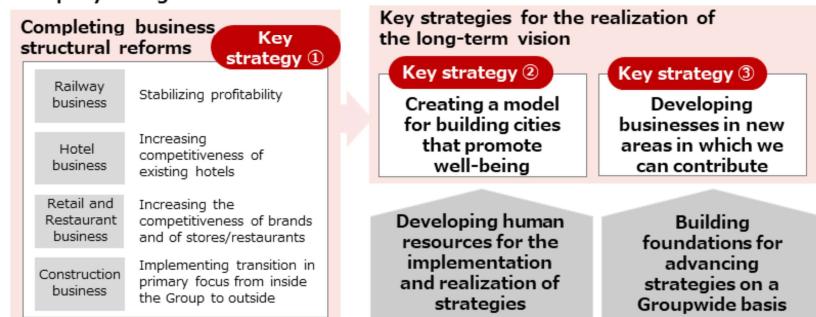 Completing business
structural reforms
Key
strategy ①
Railway
business
Stabilizing profitability
Hotel
business
Increasing
competitiveness of
existing hotels
Retail and
Restaurant
business
Increasing the
competitiveness of brands
and of stores/restaurants
Construction
business
Implementing transition in
primary focus from inside
the Group to outside
Key strategies for the realization of
the long-term vision
Key strategy ②
Creating a model
for building cities
that promote
well-being
Key strategy ③
Developing
businesses in new
areas in which we
can contribute
Developing human
resources for the
implementation
and realization of
strategies
Building
foundations for
advancing
strategies on a
Groupwide basis